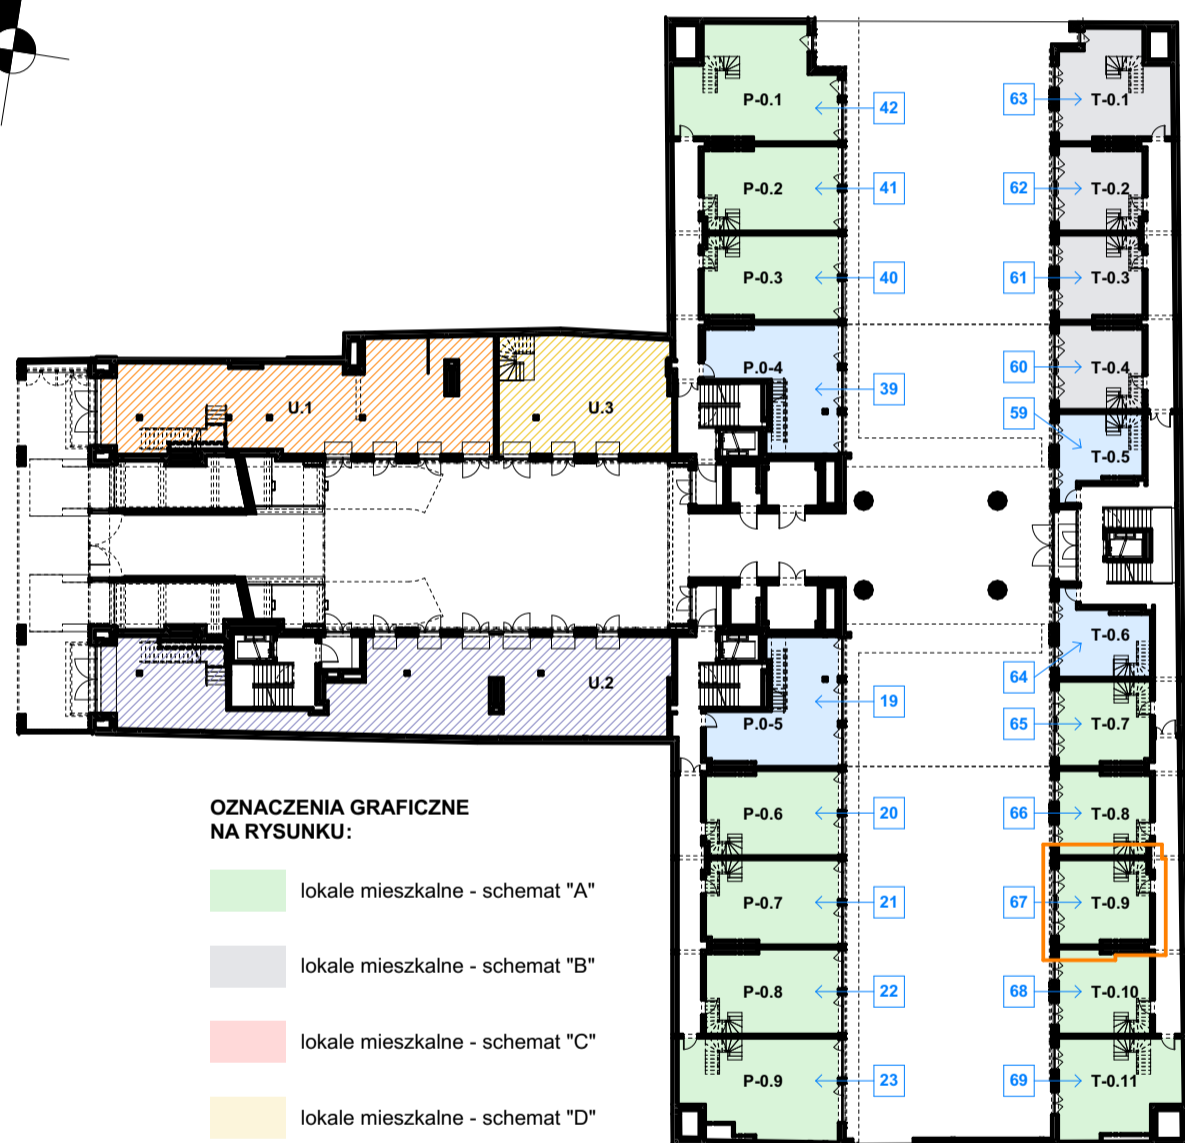 P-0.1
42
63
T-0.1
P-0.2
41
62
T-0.2
P-0.3
40
61
T-0.3
P.0-4
39
60
T-0.4
59
T-0.5
U.1
U.3
U.2
P.0-5
19
T-0.6
64
65
T-0.7
P-0.6
20
66
T-0.8
P-0.7
21
67
T-0.9
P-0.8
22
68
T-0.10
P-0.9
23
69
T-0.11
OZNACZENIA GRAFICZNE
NA RYSUNKU:
lokale mieszkalne - schemat "A"
lokale mieszkalne - schemat "B"
lokale mieszkalne - schemat "C"
lokale mieszkalne - schemat "D"